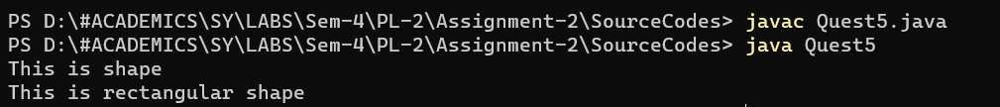 PS D:\#ACADEMICS\SY\LABS\Sem-4\PL-2\Assignment-2\SourceCodes> javac Quest5.java
PS D:\#ACADEMICS\SY\LABS\Sem-4\PL-2\Assignment-2\SourceCodes> java Quest5
This is shape
This is rectangular shape